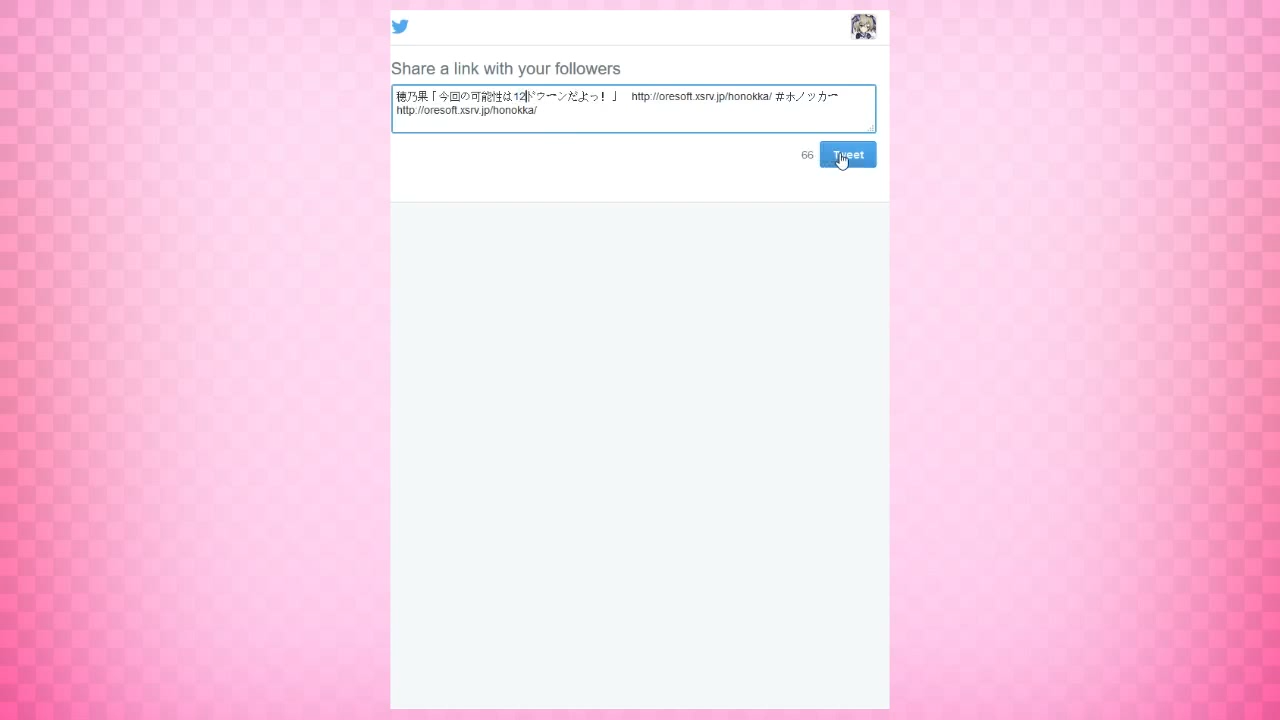 Share a link with your followers
穂乃果「今回の可能性は12ドゥーンだよっ！」　http://oresoft.xsrv.jp/honokka/ #ホノッカー
http://oresoft.xsrv.jp/honokka/
66
Tweet